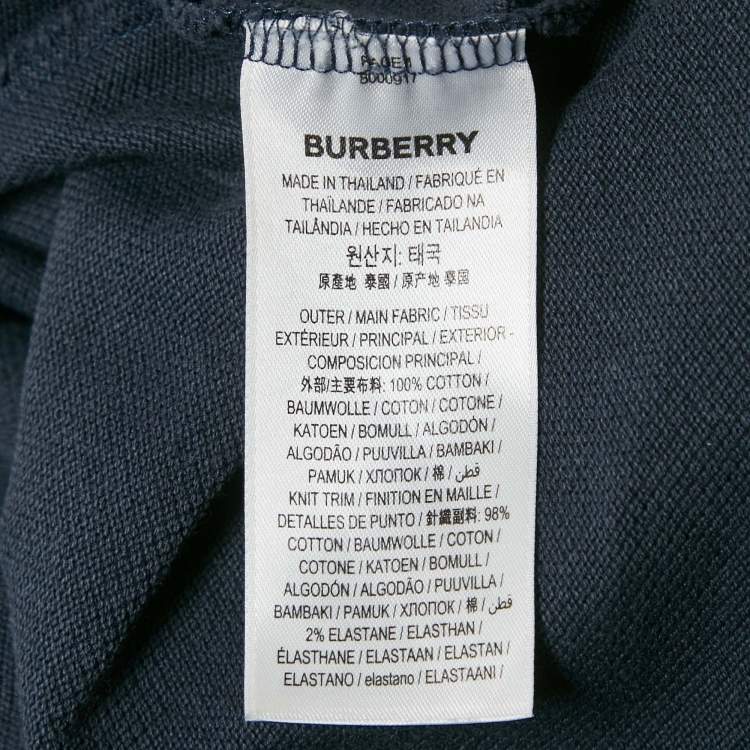 B000917
BURBERRY
MADE IN THAILAND / FABRIQUÉ EN
THAÏLANDE / FABRICADO NA
TAILÂNDIA / HECHO EN TAILANDIA
원산지: 태국
原產地 泰國 / 原产地 泰国
OUTER / MAIN FABRIC / TISSU
EXTÉRIEUR / PRINCIPAL / EXTERIOR -
COMPOSICION PRINCIPAL /
外部/主要布料: 100% COTTON /
BAUMWOLLE / COTON / COTONE /
KATOEN / BOMULL / ALGODÓN /
ALGODÃO / PUUVILLA / BAMBAKI /
PAMUK / ХЛОПОК / 棉 / قطن /
KNIT TRIM / FINITION EN MAILLE /
DETALLES DE PUNTO / 針織副料: 98%
COTTON / BAUMWOLLE / COTON /
COTONE / KATOEN / BOMULL /
ALGODÓN / ALGODÃO / PUUVILLA /
BAMBAKI / PAMUK / ХЛОПОК / 棉 / قطن
2% ELASTANE / ELASTHAN /
ÉLASTHANE / ELASTAAN / ELASTAN /
ELASTANO / elastano / ELASTAANI /